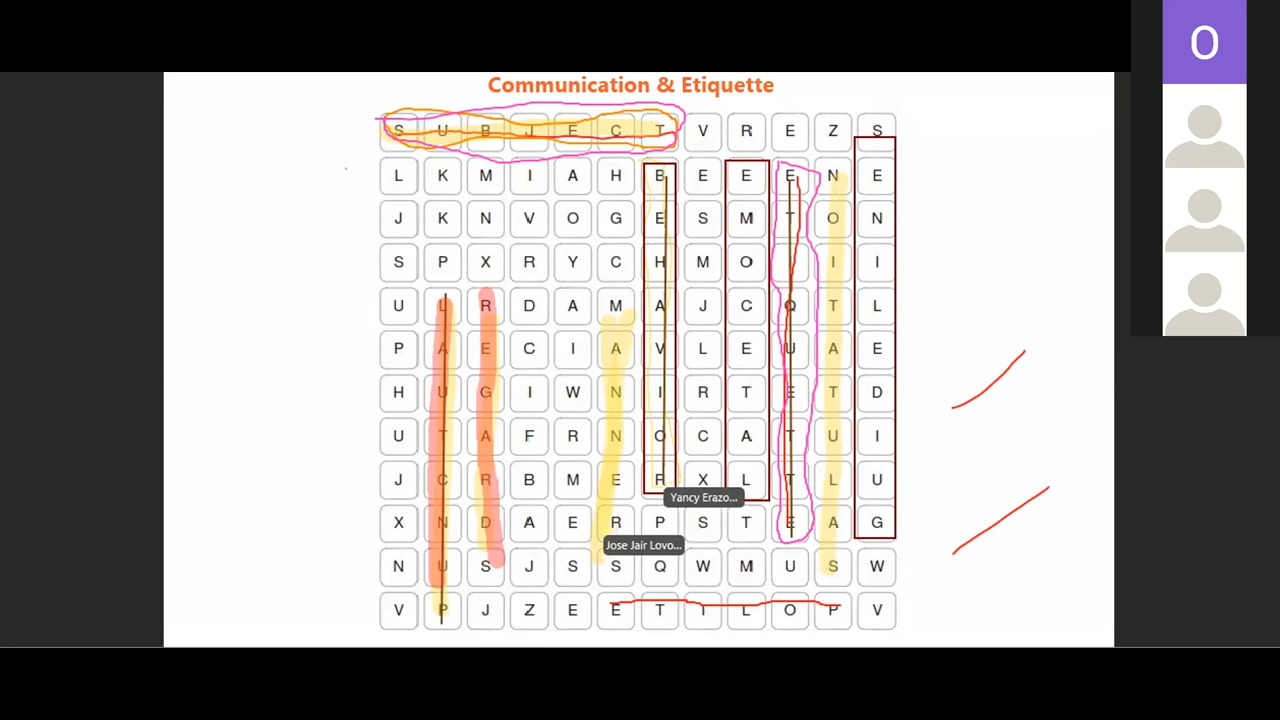 O
Communication & Etiquette
S U B J E C T V R E Z S
L K M I A H B E E E N E
J K N V O G E S M T O N
S P X R Y C H M O I I
U L R D A M A J C Q T L
P A E C I A V L E U A E
H U G I W N I R T E T D
U T A F R N O C A T U I
J C R B M E R X L T L U
Yancy Erazo...
X N D A E R P S T E A G
Jose Jair Lovo...
N U S J S S Q W M U S W
V P J Z E E T I L O P V